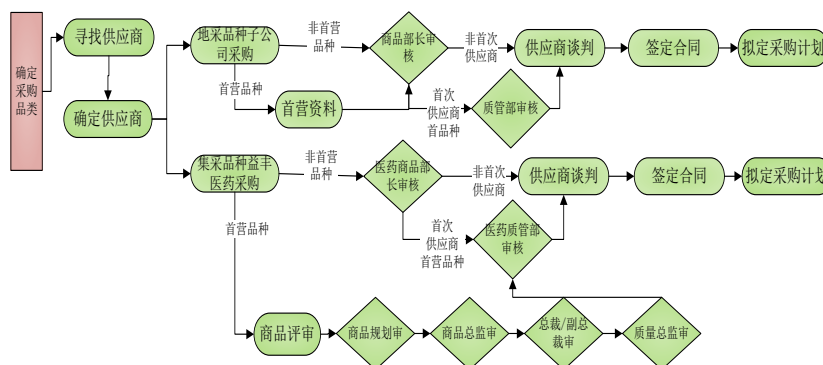 确定
采购
品类
寻找供应商
确定供应商
地采品种子公
司采购
非首营
品种
商品部长审
核
非首次
供应商
供应商谈判
签定合同
拟定采购计划
首营品种
首营资料
首次
供应商
首品种
质管部审核
集采品种益丰
医药采购
非首营
品种
医药商品部
长审核
非首次
供应商
供应商谈判
签定合同
拟定采购计划
首营品种
首次
供应商
首营品种
医药质管部
审核
商品评审
商品规划审
商品总监审
总裁/副总
裁审
质量总监审